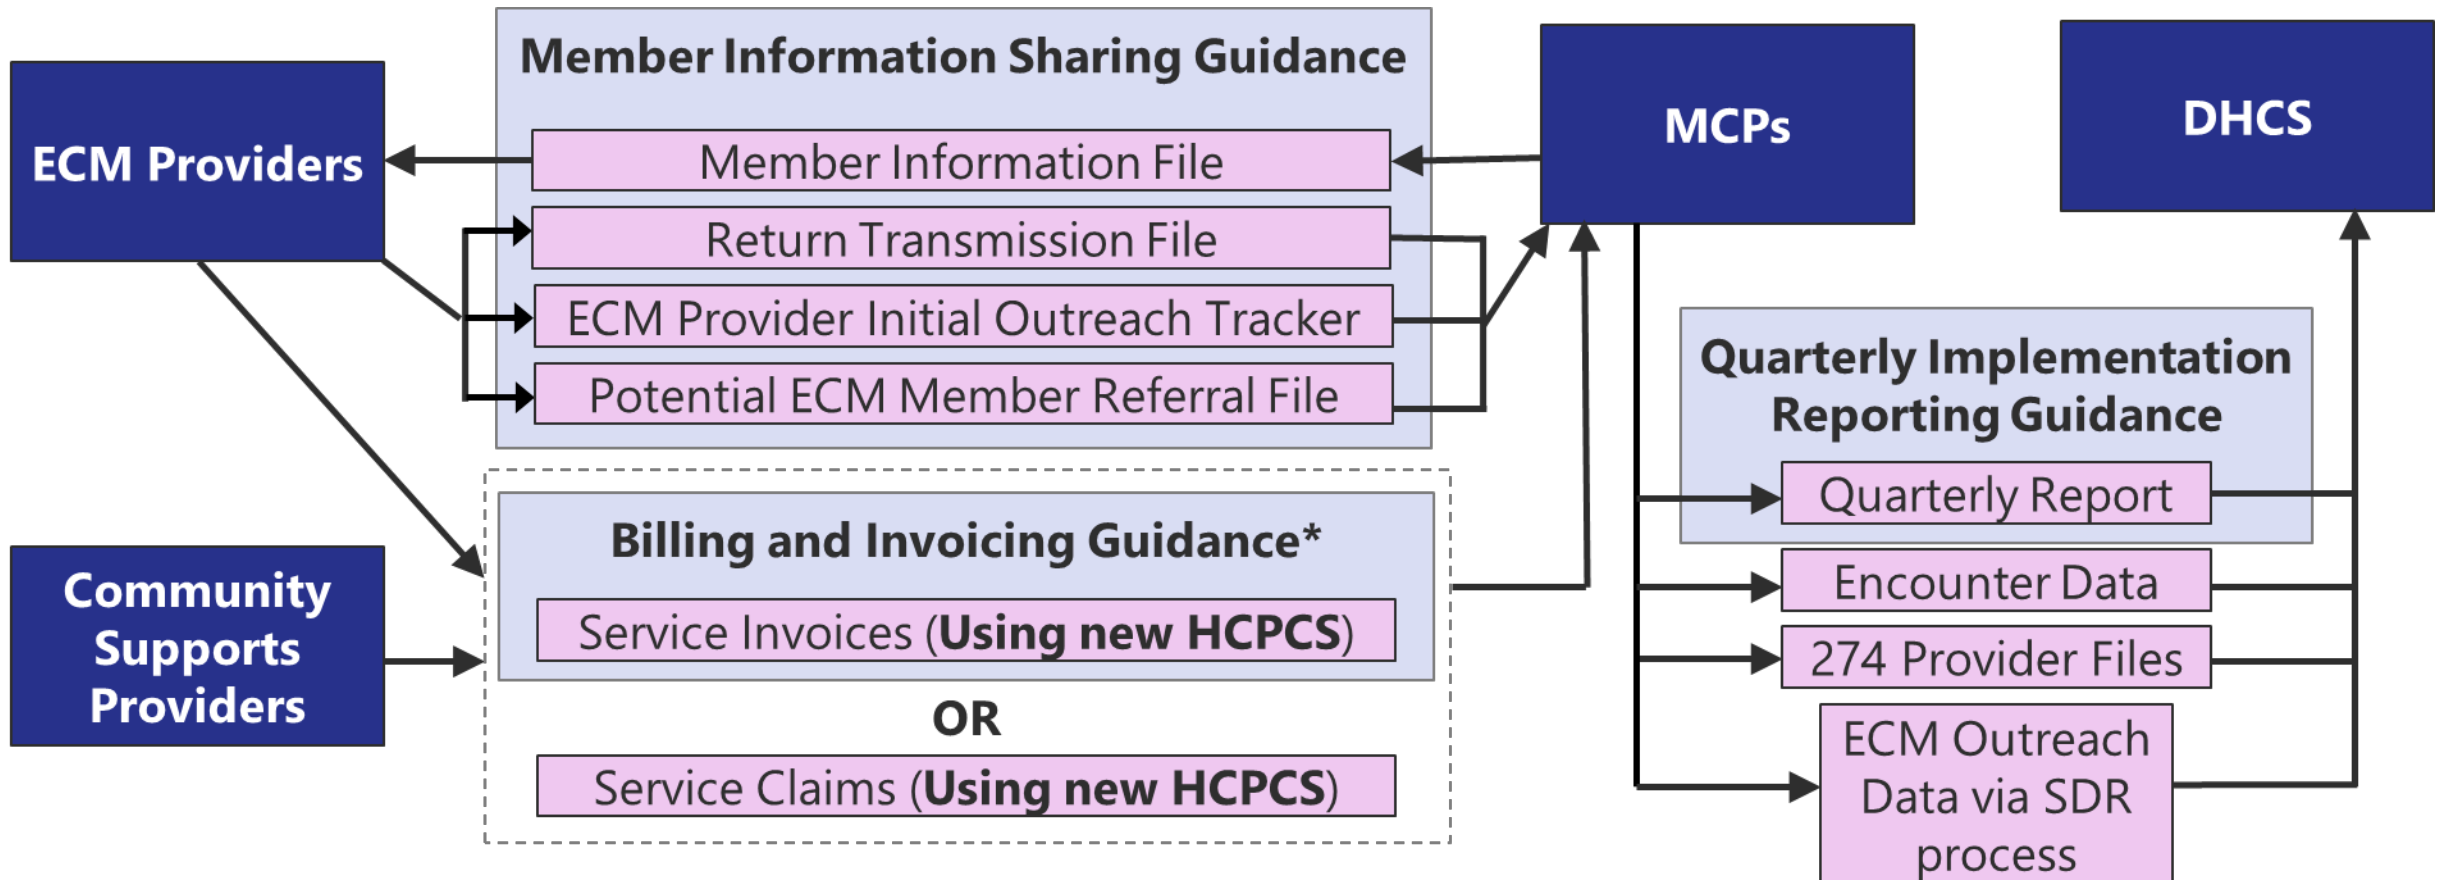 Member Information Sharing Guidance
ECM Providers
Member Information File
Return Transmission File
ECM Provider Initial Outreach Tracker
Potential ECM Member Referral File
MCPs
DHCS
Community
Supports
Providers
Billing and Invoicing Guidance*
Service Invoices (Using new HCPCS)
OR
Service Claims (Using new HCPCS)
Quarterly Implementation
Reporting Guidance
Quarterly Report
Encounter Data
274 Provider Files
ECM Outreach
Data via SDR
process